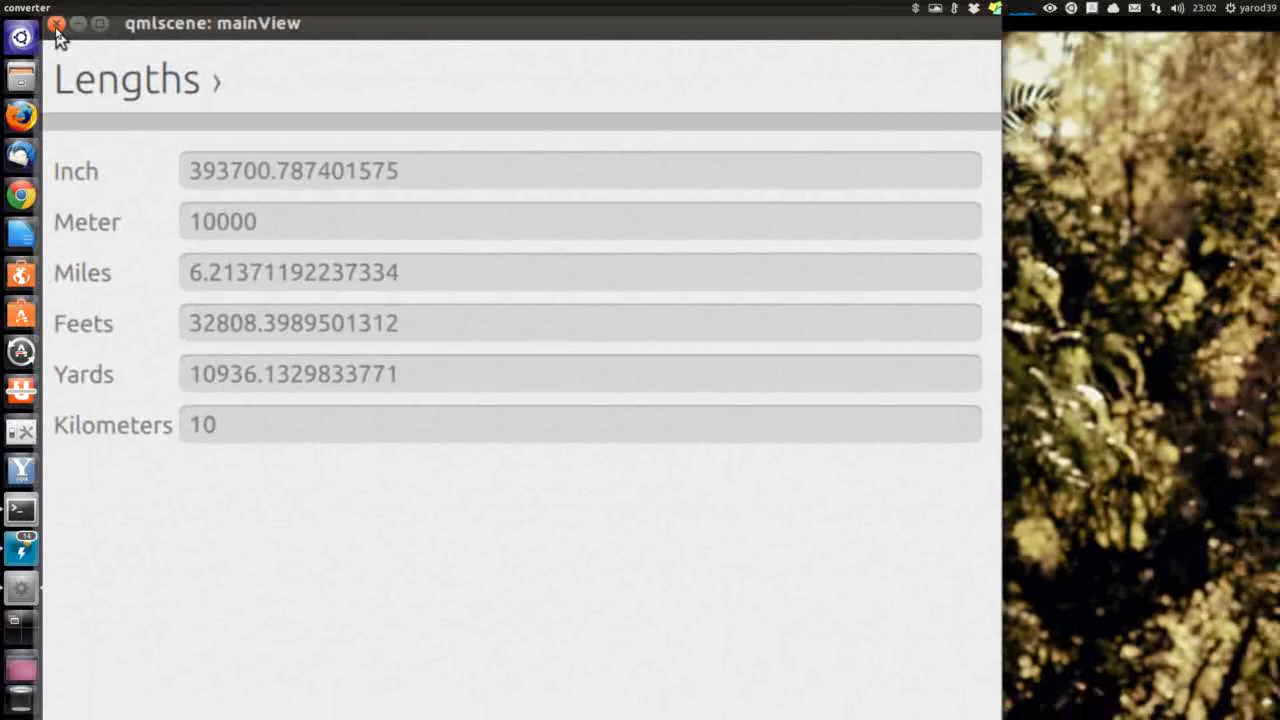 converter
23:02 yarod39
qmlscene: mainView
Lengths ›
Inch 393700.787401575
Meter 10000
Miles 6.21371192237334
Feets 32808.3989501312
Yards 10936.1329833771
Kilometers 10
14